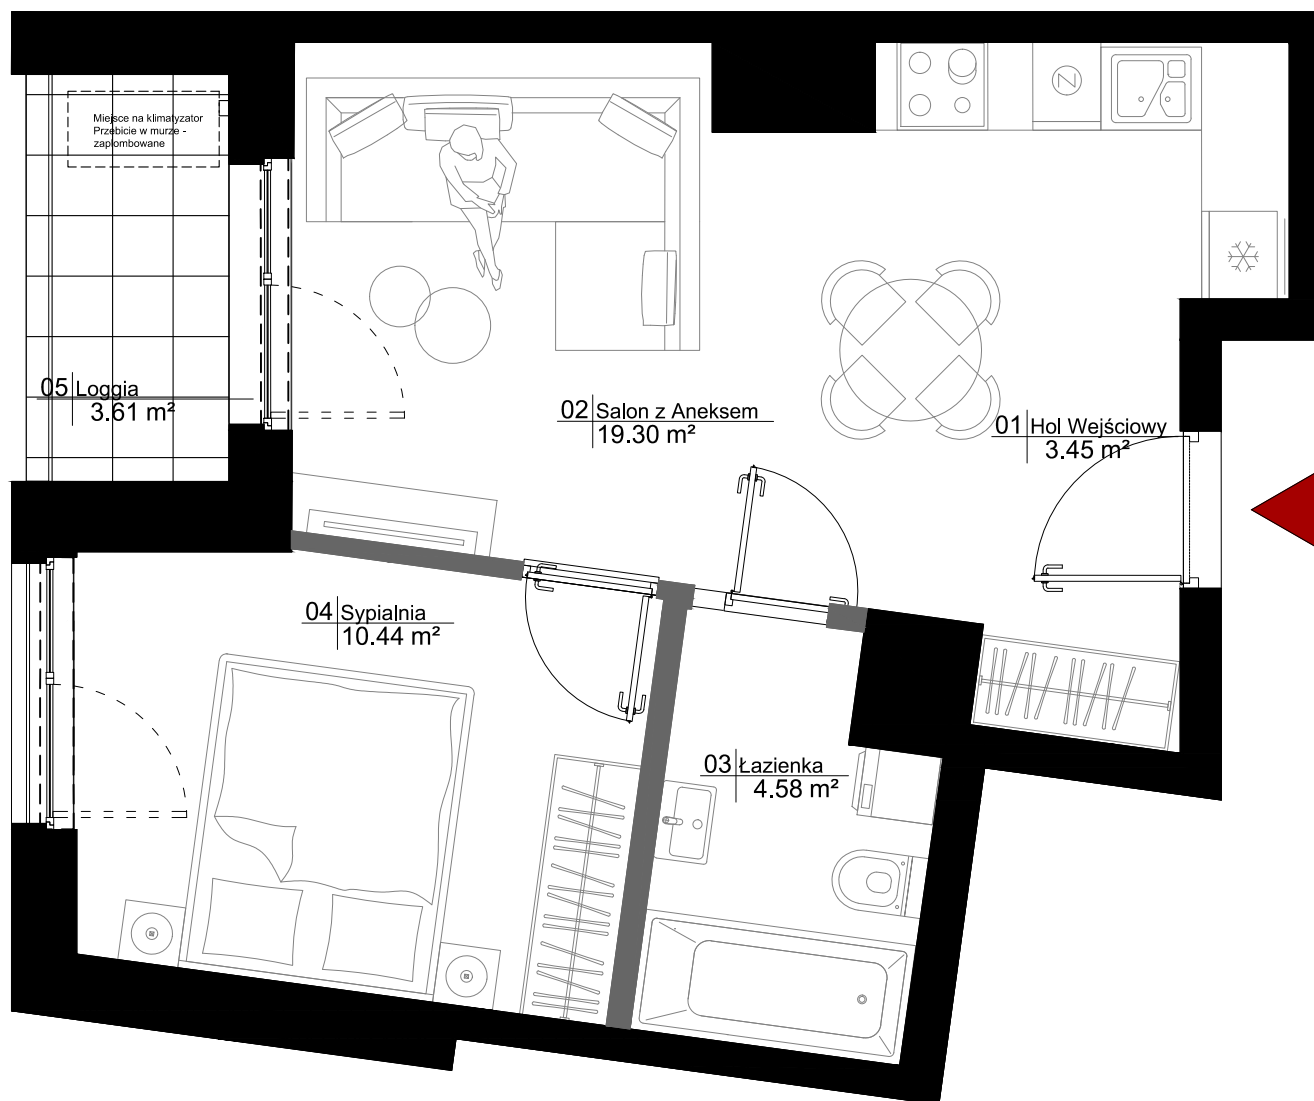 Miejsce na klimatyzator
Przebicie w murze -
zaplombowane
Z
05 Loggia
3.61 m²
02 Salon z Aneksem
19.30 m²
01 Hol Wejściowy
3.45 m²
04 Sypialnia
10.44 m²
03 Łazienka
4.58 m²